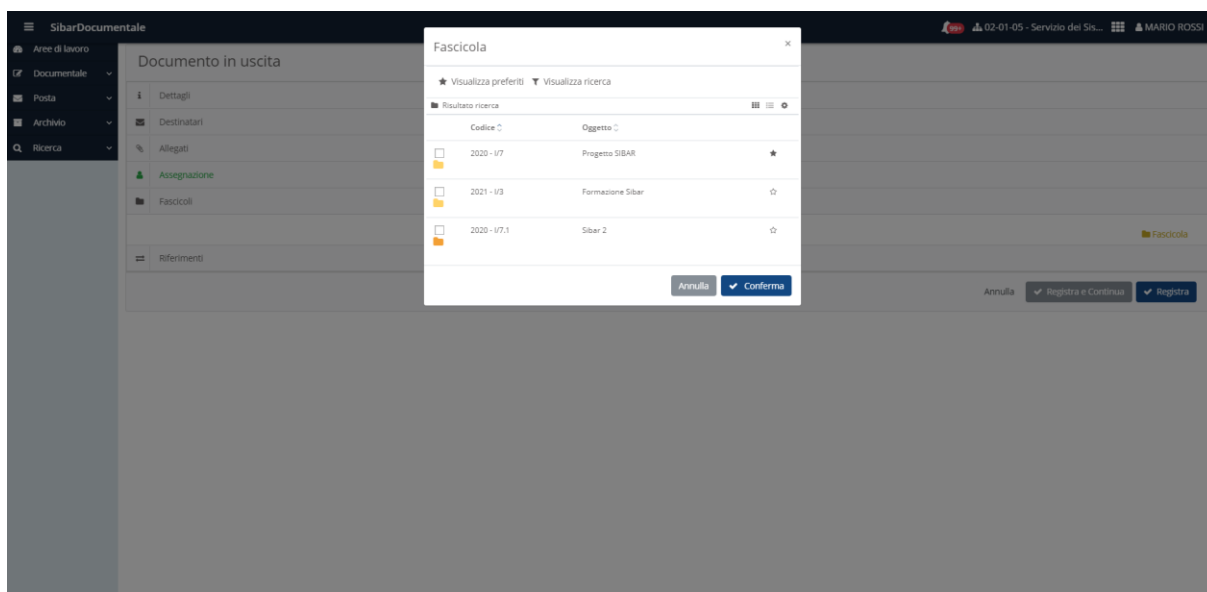 SibarDocumentale
99+ 02-01-05 - Servizio dei Sis... MARIO ROSSI
Aree di lavoro
Documentale
Posta
Archivio
Ricerca
Documento in uscita
Dettagli
Destinatari
Allegati
Assegnazione
Fascicoli
Fascicola
Riferimenti
Annulla Registra e Continua Registra
Fascicola ×
Visualizza preferiti Visualizza ricerca
Risultato ricerca
Codice Oggetto
2020 - I/7 Progetto SIBAR
2021 - I/3 Formazione Sibar
2020 - I/7.1 Sibar 2
Annulla Conferma